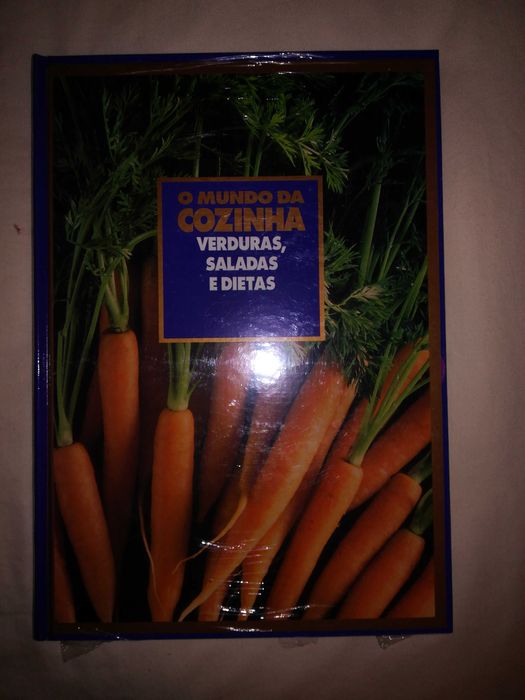 O MUNDO DA
COZINHA
VERDURAS,
SALADAS
E DIETAS